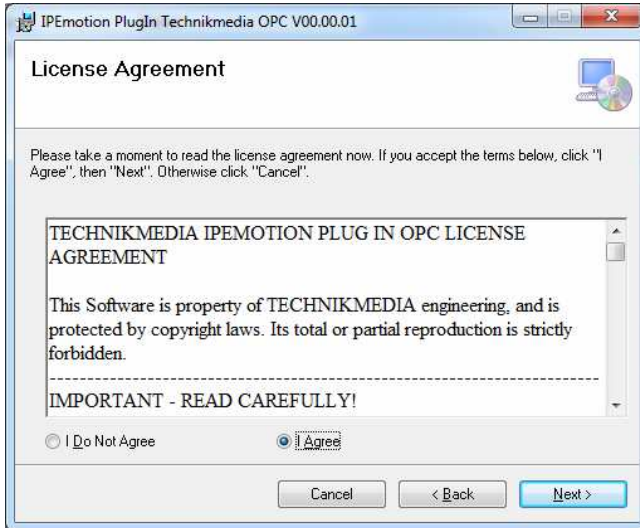 IPEmotion PlugIn Technikmedia OPC V00.00.01
License Agreement
Please take a moment to read the license agreement now. If you accept the terms below, click "I
Agree", then "Next". Otherwise click "Cancel".
TECHNIKMEDIA IPEMOTION PLUG IN OPC LICENSE
AGREEMENT
This Software is property of TECHNIKMEDIA engineering, and is
protected by copyright laws. Its total or partial reproduction is strictly
forbidden.
--------------------------------------------------------------------------------
IMPORTANT - READ CAREFULLY!
I Do Not Agree
I Agree
Cancel
< Back
Next >